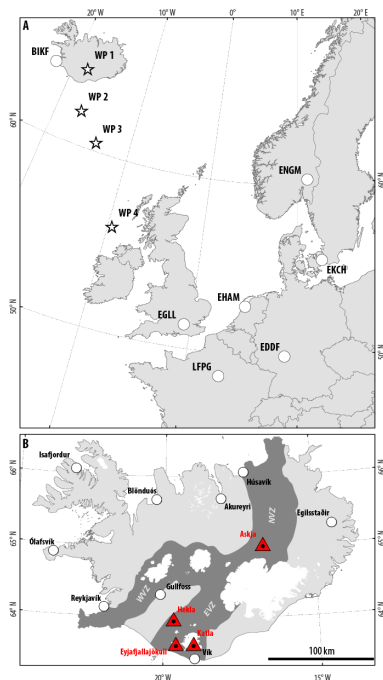 20° W 10° W 0° 10° E 20° E
A
BIKF
WP 1
WP 2
WP 3
60° N
ENGM
60° N
WP 4
EKCH
50° N
EHAM
EGLL
EDDF
50° N
LFPG
B
66° N
Isafjordur
66° N
Húsavík
Blönduós
Akureyri
NVZ
Egilsstaðir
65° N
Askja
65° N
Ólafsvík
Gullfoss
WVZ
Reykjavik
EVZ
64° N
Hekla
64° N
Katla
Eyjafjallajökull
Vík
100 km
20° W 15° W